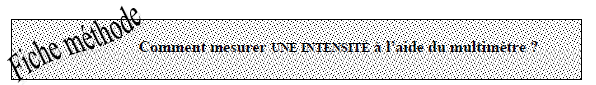 Fiche méthode
Comment mesurer UNE INTENSITE à l'aide du multimètre ?